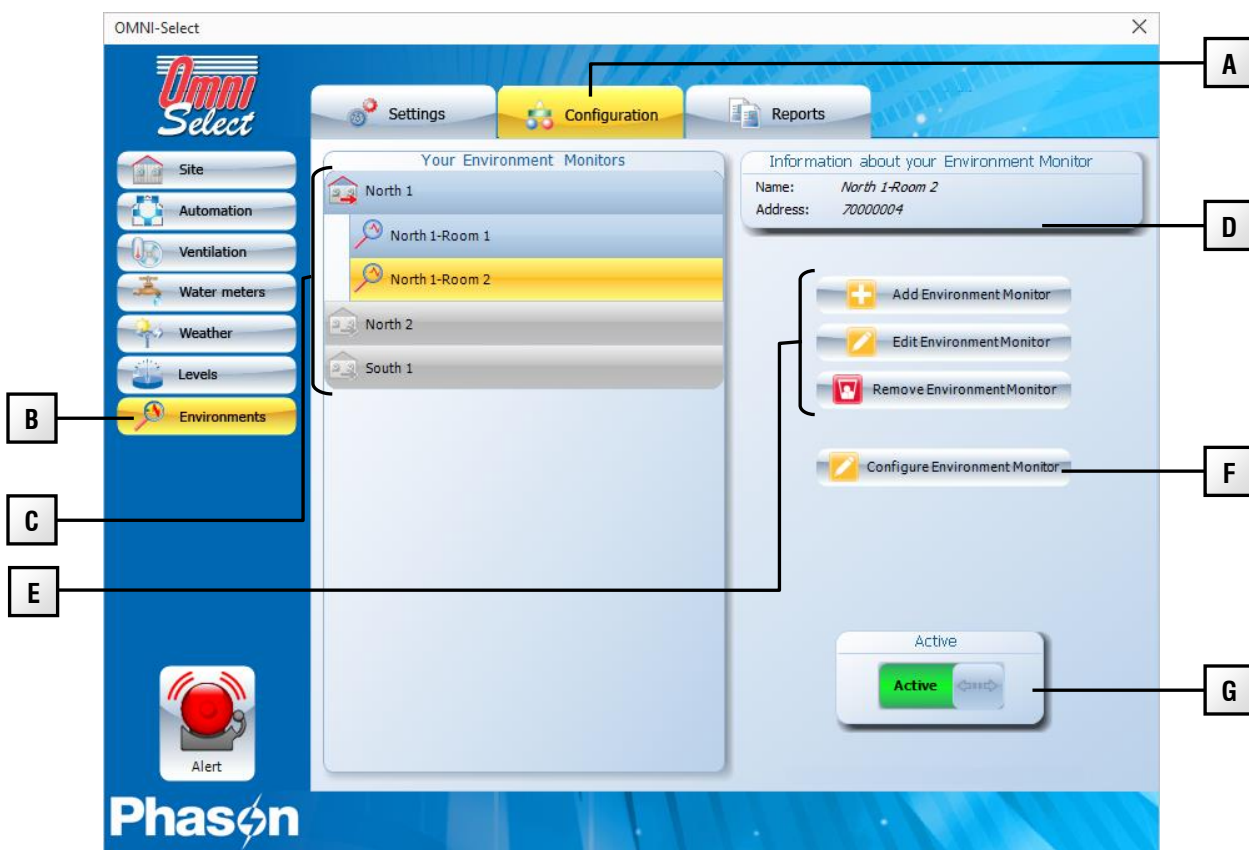 OMNI-Select
A
Omni
Select
Settings
Configuration
Reports
Site
Automation
Ventilation
Water meters
Weather
Levels
Environments
B
C
E
Your Environment Monitors
North 1
North 1-Room 1
North 1-Room 2
North 2
South 1
Information about your Environment Monitor
Name: North 1-Room 2
Address: 70000004
D
Add Environment Monitor
Edit Environment Monitor
Remove Environment Monitor
Configure Environment Monitor
F
Active
Active
G
Alert
Phason